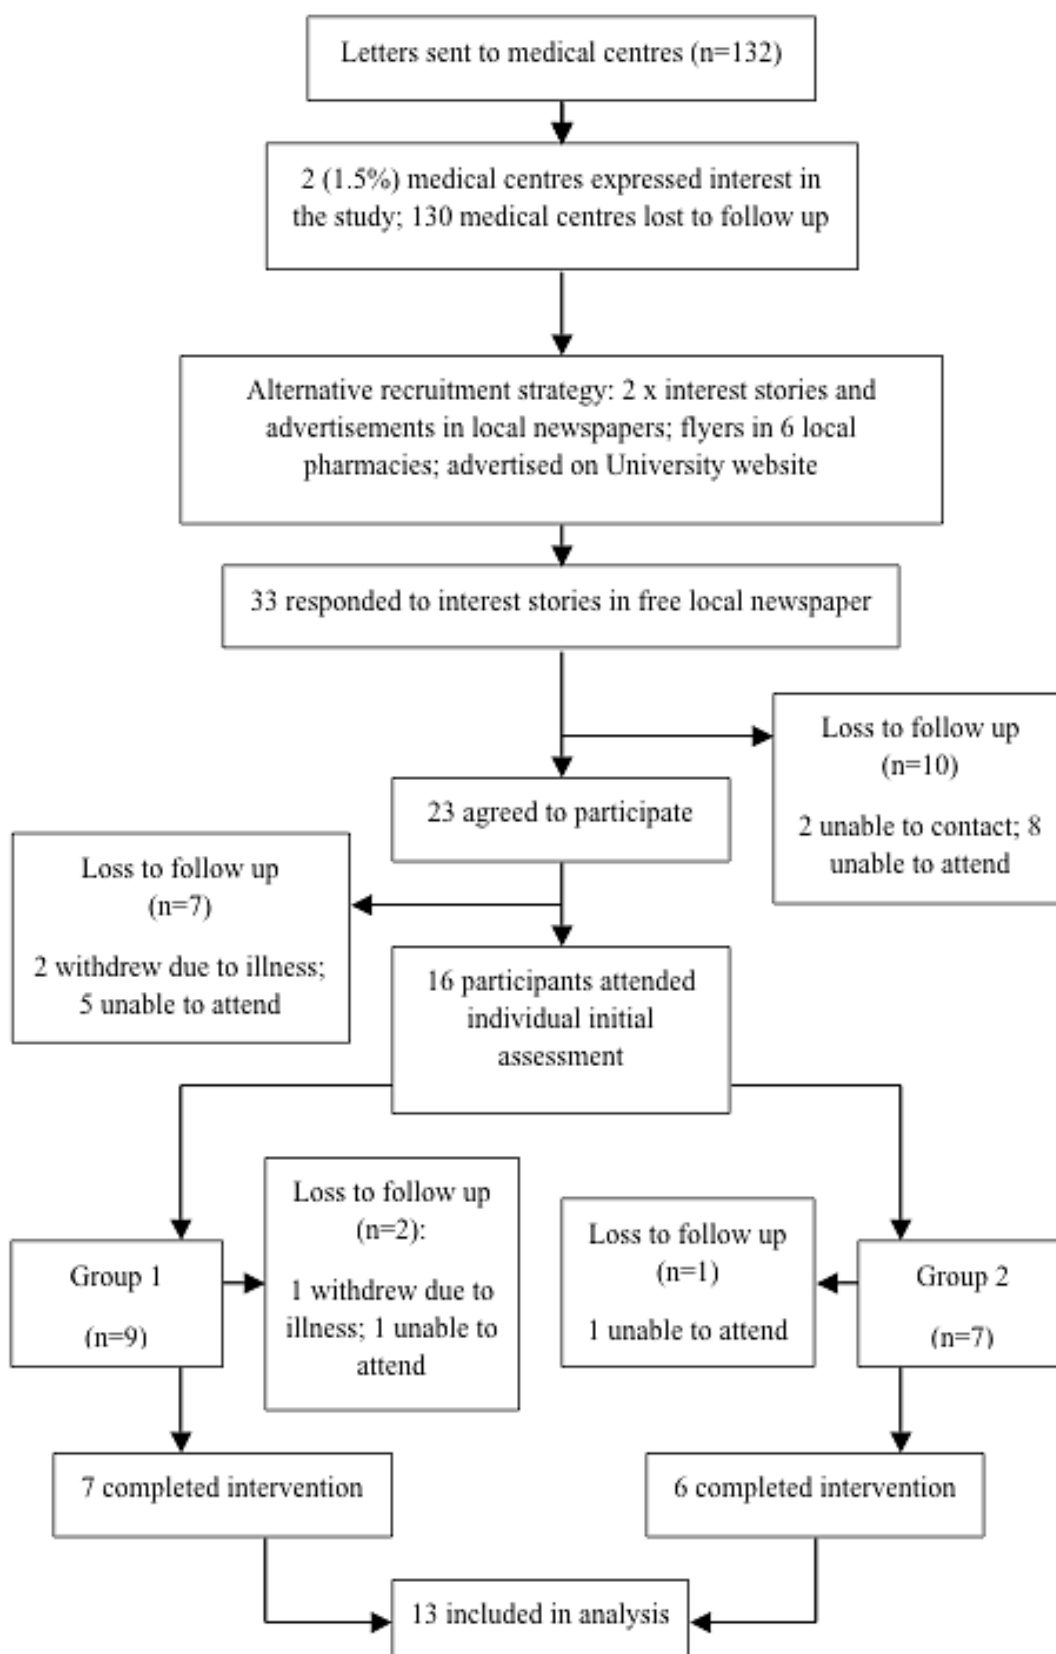 Letters sent to medical centres (n=132)
2 (1.5%) medical centres expressed interest in
the study; 130 medical centres lost to follow up
Alternative recruitment strategy: 2 x interest stories and
advertisements in local newspapers; flyers in 6 local
pharmacies; advertised on University website
33 responded to interest stories in free local newspaper
Loss to follow up
(n=10)
2 unable to contact; 8
unable to attend
23 agreed to participate
Loss to follow up
(n=7)
2 withdrew due to illness;
5 unable to attend
16 participants attended
individual initial
assessment
Group 1
(n=9)
Loss to follow up
(n=2):
1 withdrew due to
illness; 1 unable to
attend
Loss to follow up
(n=1)
1 unable to attend
Group 2
(n=7)
7 completed intervention
6 completed intervention
13 included in analysis